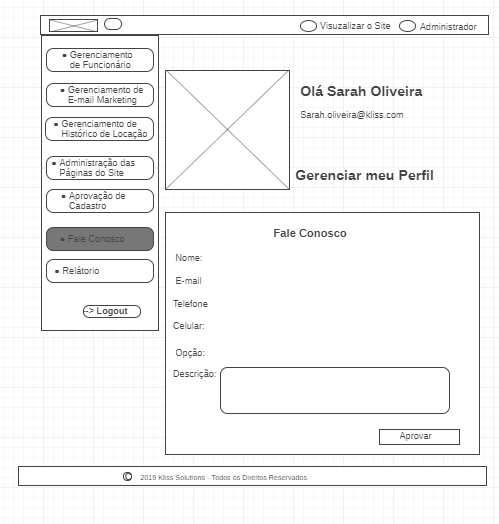 Visuzalizar o Site
Administrador
Gerenciamento
de Funcionário
Gerenciamento de
E-mail Marketing
Gerenciamento de
Histórico de Locação
Administração das
Páginas do Site
Aprovação de
Cadastro
Fale Conosco
Relátorio
--> Logout
Olá Sarah Oliveira
Sarah.oliveira@kliss.com
Gerenciar meu Perfil
Fale Conosco
Nome:
E-mail
Telefone
Celular:
Opção:
Descrição:
Aprovar
© 2019 Kliss Solutions - Todos os Direitos Reservados